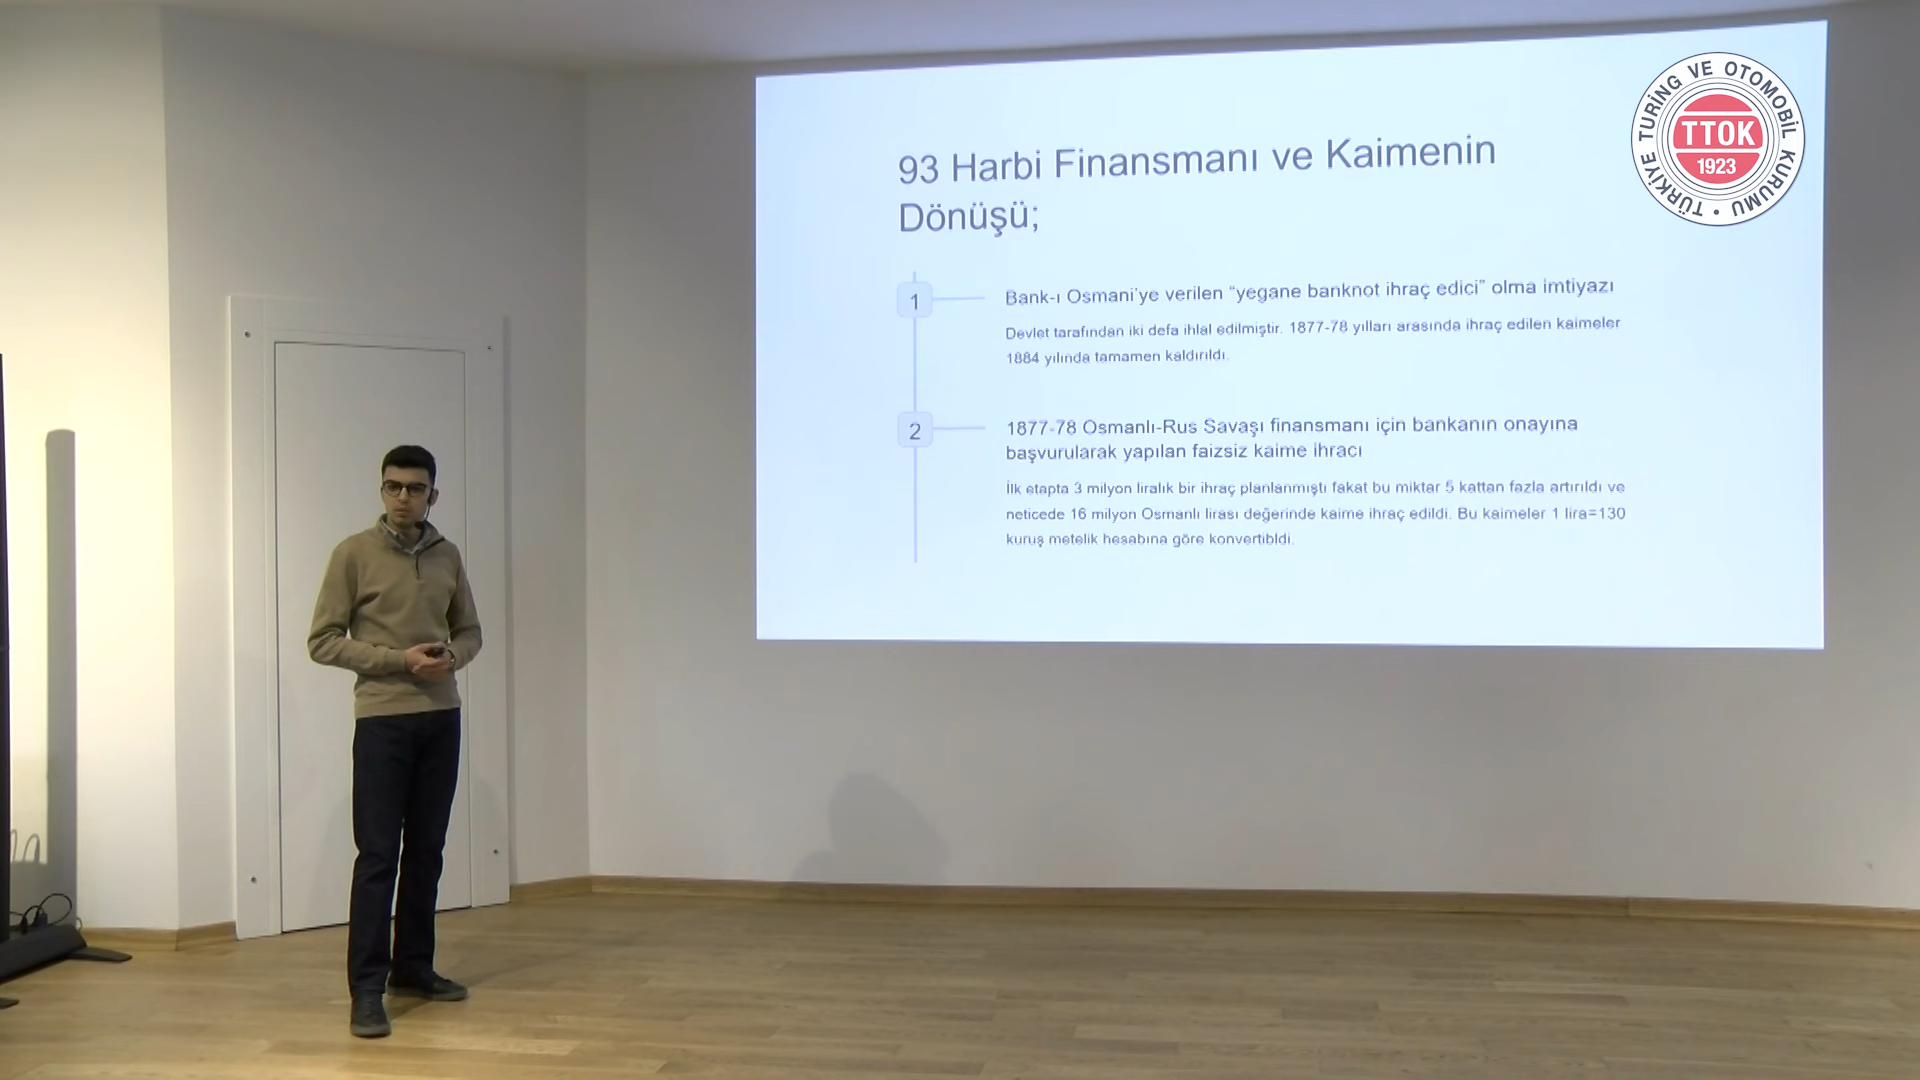 93 Harbi Finansmanı ve Kaimenin
Dönüşü;
1
Bank-ı Osmani'ye verilen “yegane banknot ihraç edici” olma imtiyazı
Devlet tarafından iki defa ihlal edilmiştir. 1877-78 yılları arasında ihraç edilen kaimeler
1884 yılında tamamen kaldırıldı.
2
1877-78 Osmanlı-Rus Savaşı finansmanı için bankanın onayına
başvurularak yapılan faizsiz kaime ihracı
İlk etapta 3 milyon liralık bir ihraç planlanmıştı fakat bu miktar 5 kattan fazla artırıldı ve
neticede 16 milyon Osmanlı lirası değerinde kaime ihraç edildi. Bu kaimeler 1 lira=130
kuruş metelik hesabına göre konvertibldi.
TÜRKİYE TURİNG VE OTOMOBİL KURUMU •
TTOK
1923